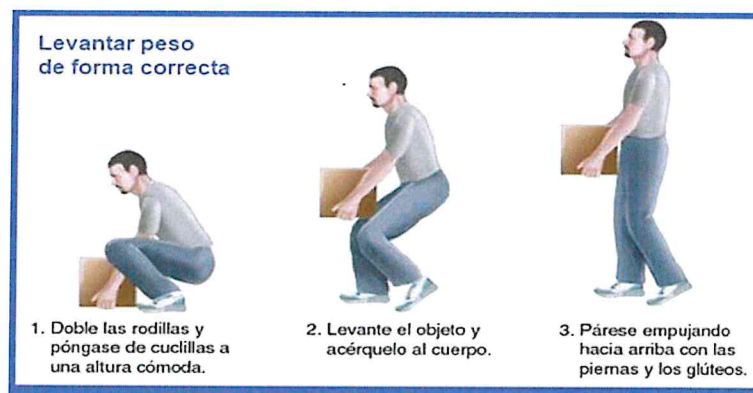 Levantar peso
de forma correcta
1. Doble las rodillas y
póngase de cuclillas a
una altura cómoda.
2. Levante el objeto y
acérquelo al cuerpo.
3. Párese empujando
hacia arriba con las
piernas y los glúteos.